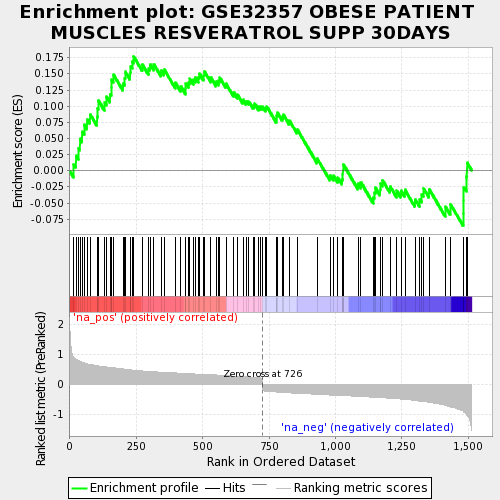 Enrichment plot: GSE32357 OBESE PATIENT
MUSCLES RESVERATROL SUPP 30DAYS
Enrichment score (ES)
0.175
0.150
0.125
0.100
0.075
0.050
0.025
0.000
-0.025
-0.050
-0.075
'na_pos' (positively correlated)
Ranked list metric (PreRanked)
2
1
0
-1
Zero cross at 726
'na_neg' (negatively correlated)
0
250
500
750
1,000
1,250
1,500
Rank in Ordered Dataset
Enrichment profile
Hits
Ranking metric scores